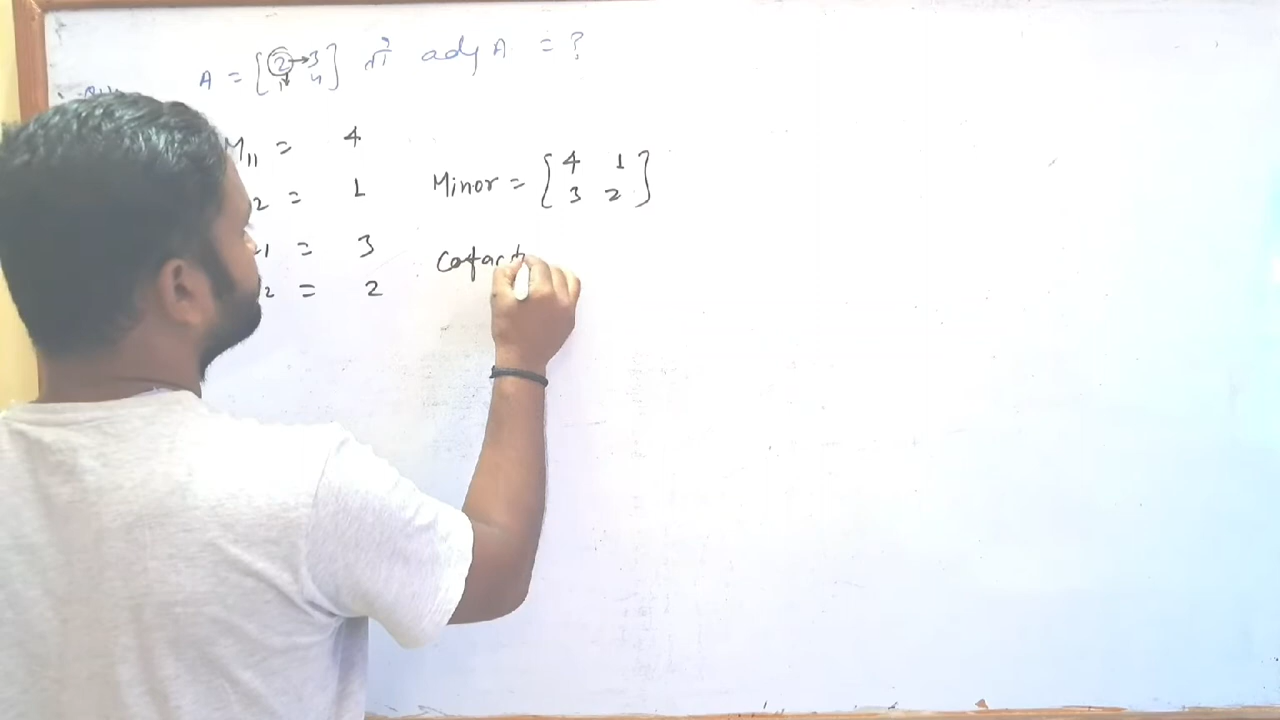 A = [ 2 → 3 तो adj A = ?
1 4 ]
M11 = 4
2 = 1 Minor = [ 4 1
3 2 ]
1 = 3 Cofact
2 = 2